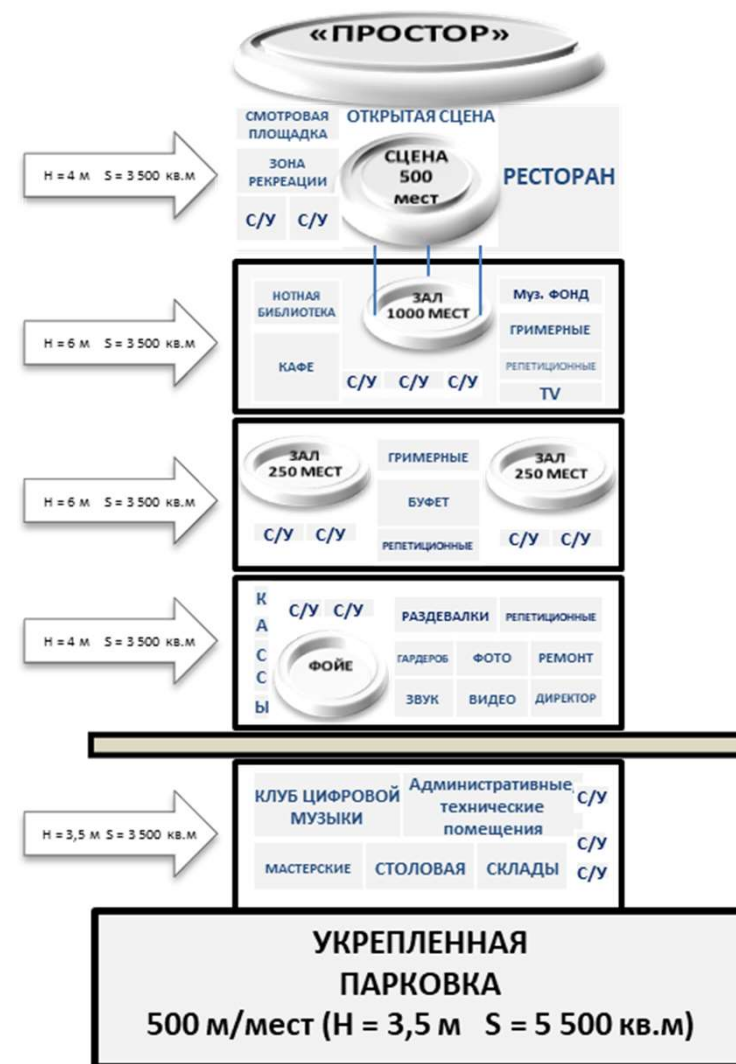 «ПРОСТОР»
СМОТРОВАЯ
ПЛОЩАДКА
ОТКРЫТАЯ СЦЕНА
H = 4 м S = 3 500 кв.м
ЗОНА
РЕКРЕАЦИИ
СЦЕНА
500
мест
РЕСТОРАН
С/У С/У
H = 6 м S = 3 500 кв.м
НОТНАЯ
БИБЛИОТЕКА
ЗАЛ
1000 МЕСТ
Муз. ФОНД
ГРИМЕРНЫЕ
КАФЕ
РЕПЕТИЦИОННЫЕ
С/У С/У С/У
TV
H = 6 м S = 3 500 кв.м
ЗАЛ
250 МЕСТ
ГРИМЕРНЫЕ
ЗАЛ
250 МЕСТ
БУФЕТ
С/У С/У
РЕПЕТИЦИОННЫЕ
С/У С/У
H = 4 м S = 3 500 кв.м
К
А
С
С
Ы
С/У С/У
ФОЙЕ
РАЗДЕВАЛКИ РЕПЕТИЦИОННЫЕ
ГАРДЕРОБ ФОТО РЕМОНТ
ЗВУК ВИДЕО ДИРЕКТОР
H = 3,5 м S = 3 500 кв.м
КЛУБ ЦИФРОВОЙ
МУЗЫКИ
Административные,
технические
помещения
С/У
С/У
С/У
МАСТЕРСКИЕ СТОЛОВАЯ СКЛАДЫ
УКРЕПЛЕННАЯ
ПАРКОВКА
500 м/мест (H = 3,5 м S = 5 500 кв.м)